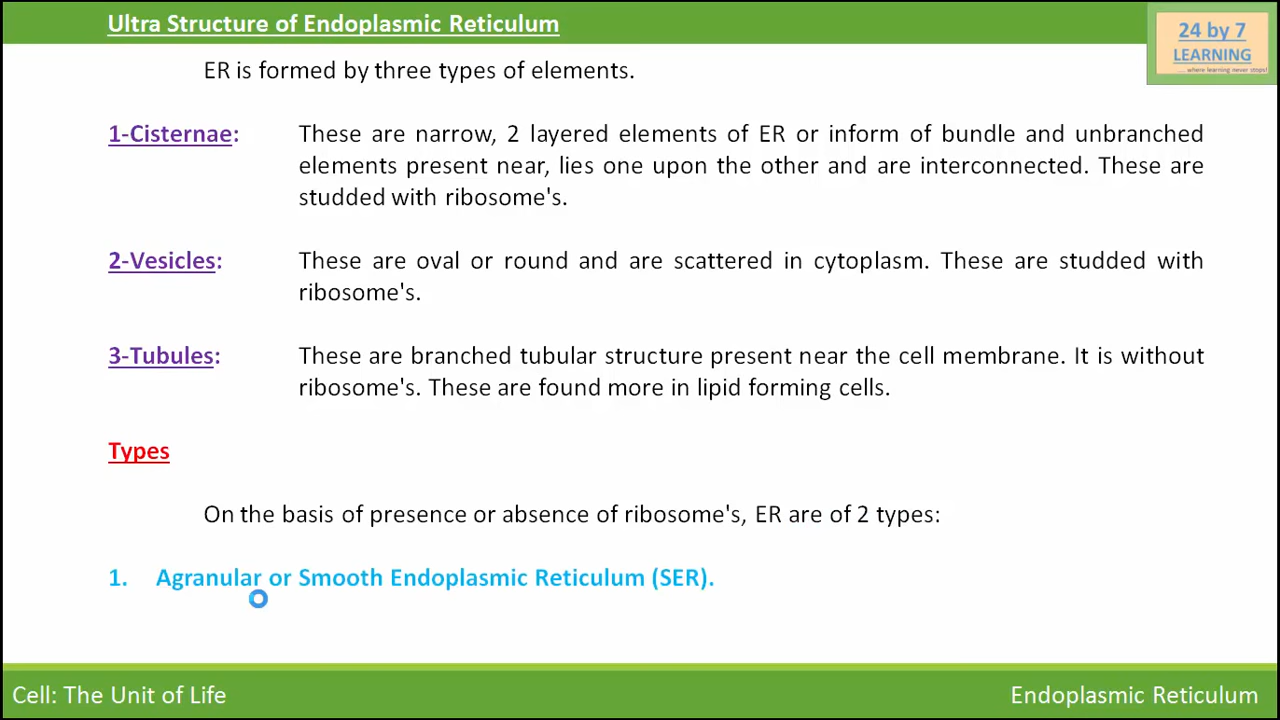 Ultra Structure of Endoplasmic Reticulum
24 by 7
LEARNING
....where learning never stops!
ER is formed by three types of elements.
1-Cisternae: These are narrow, 2 layered elements of ER or inform of bundle and unbranched
elements present near, lies one upon the other and are interconnected. These are
studded with ribosome's.
2-Vesicles: These are oval or round and are scattered in cytoplasm. These are studded with
ribosome's.
3-Tubules: These are branched tubular structure present near the cell membrane. It is without
ribosome's. These are found more in lipid forming cells.
Types
On the basis of presence or absence of ribosome's, ER are of 2 types:
1. Agranular or Smooth Endoplasmic Reticulum (SER).
Cell: The Unit of Life
Endoplasmic Reticulum